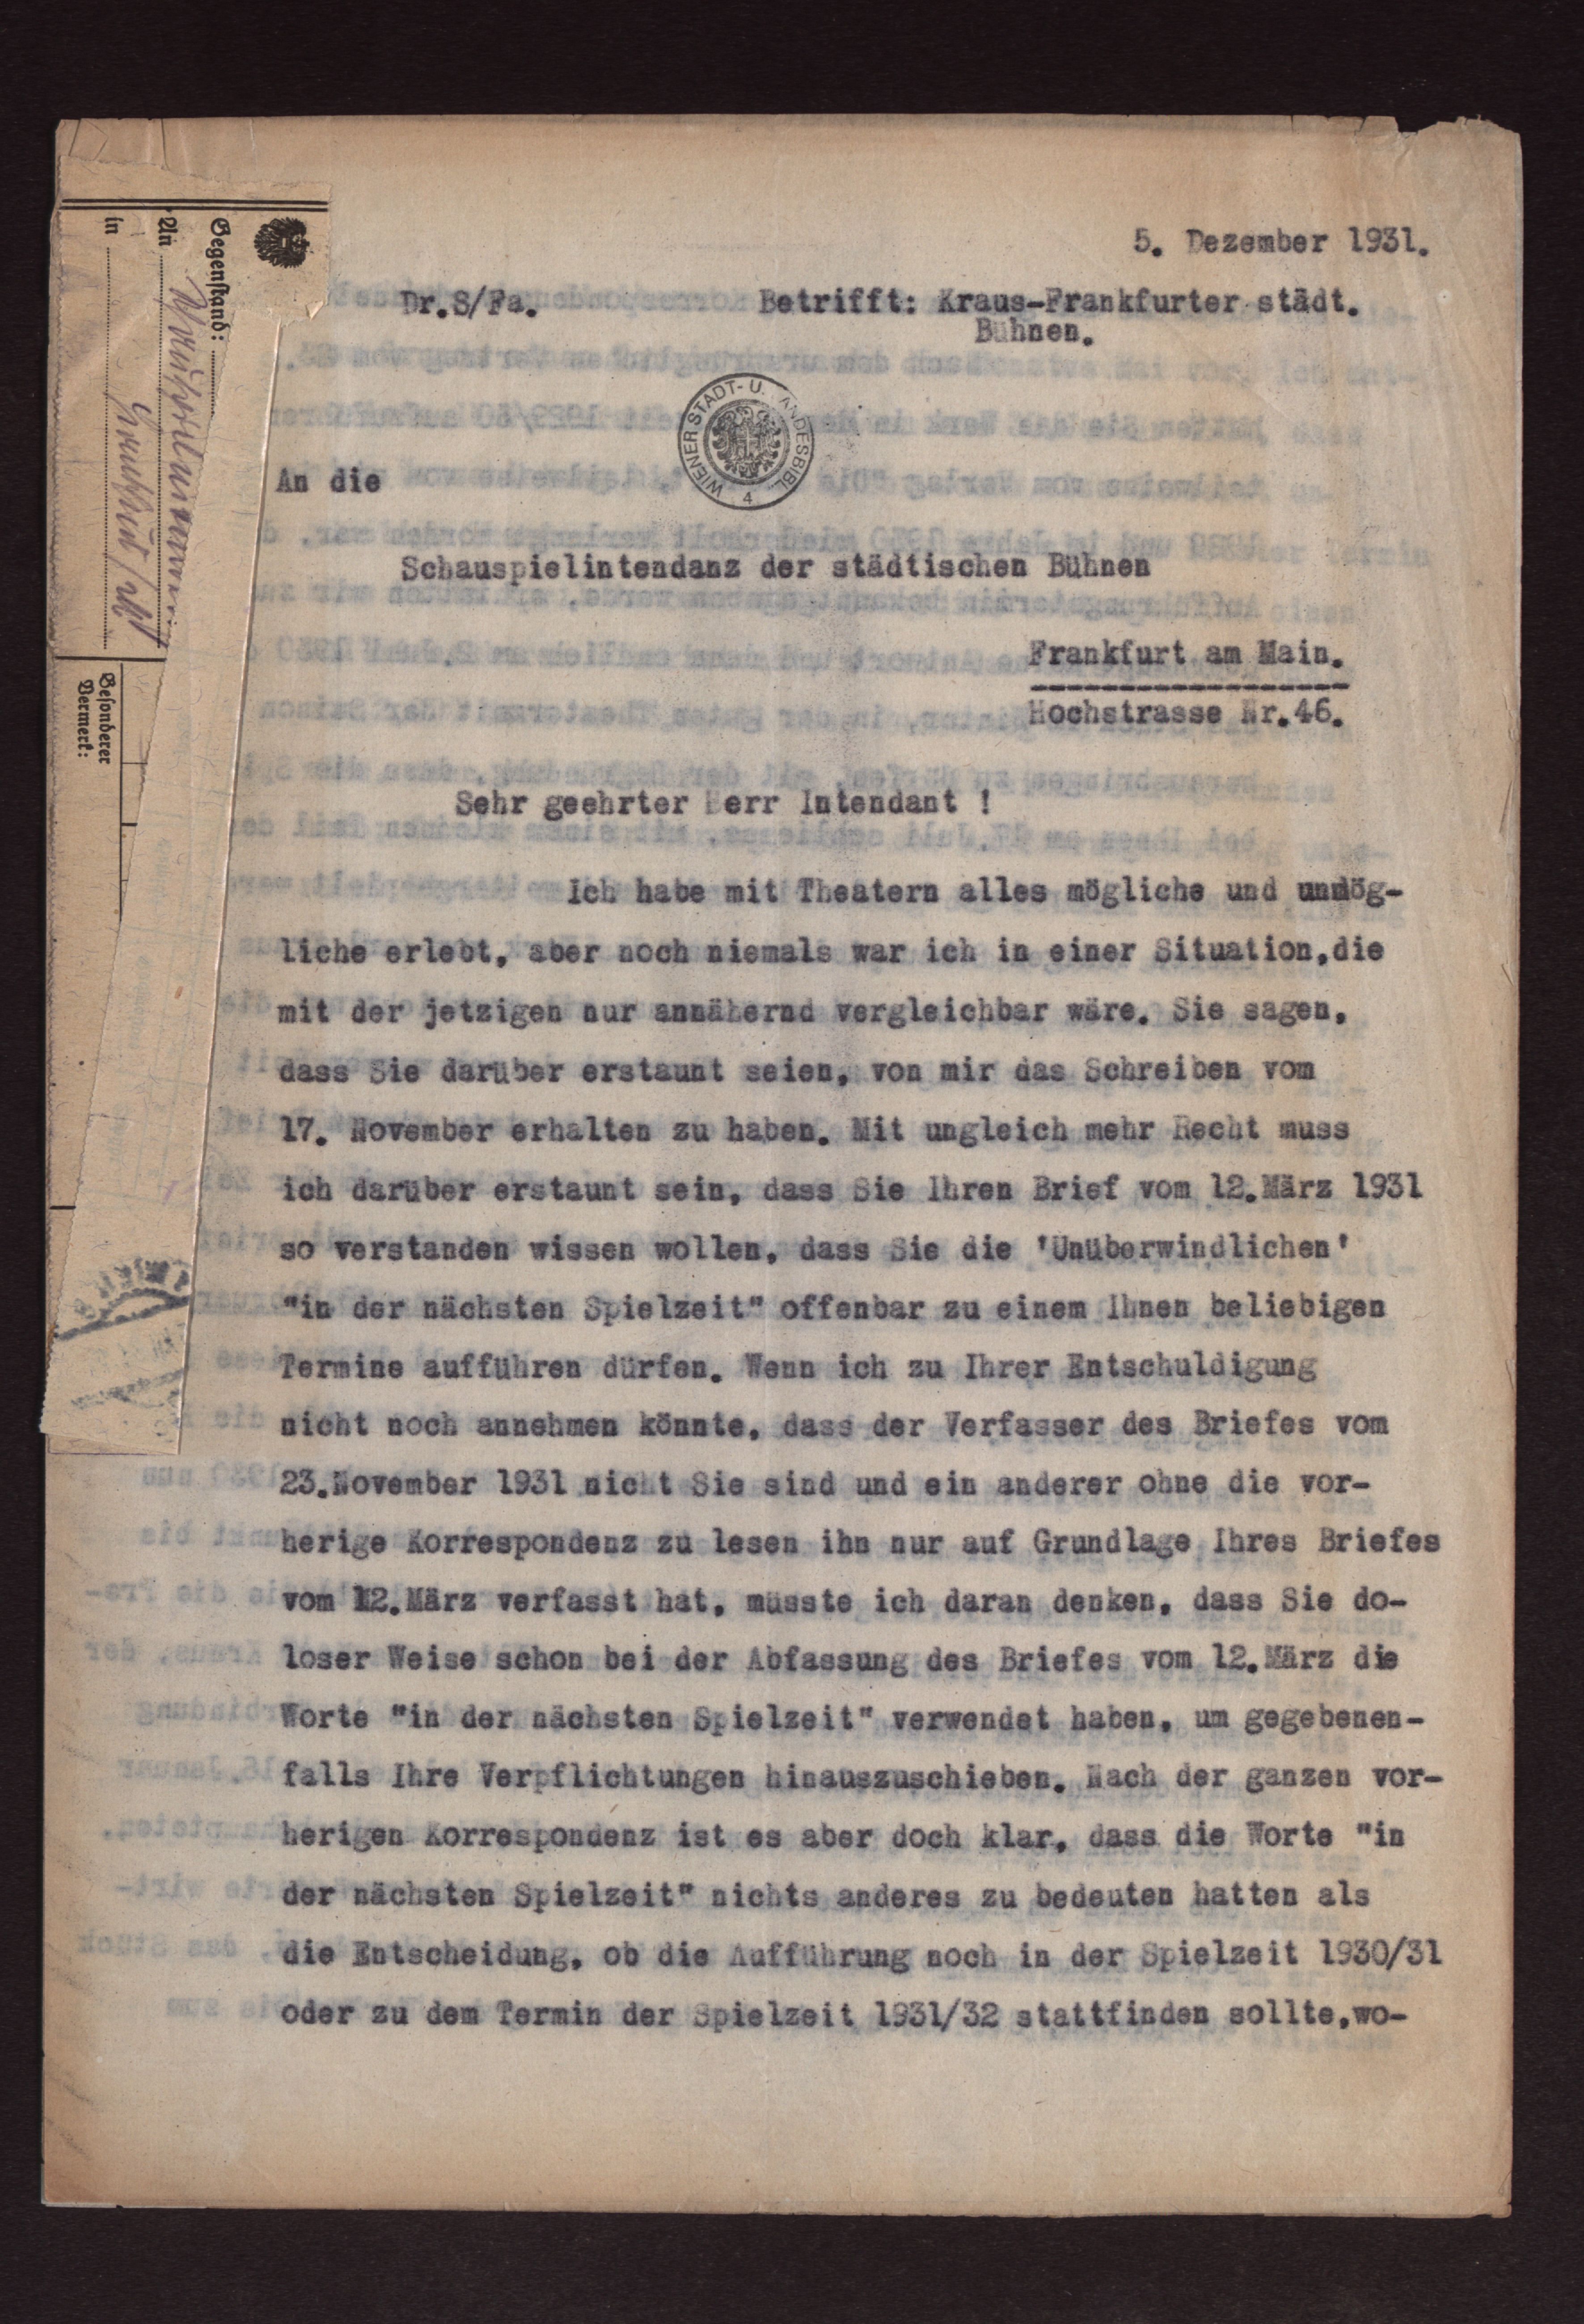 5. Dezember 1931.
Dr.S/Fa.
Betrifft: Kraus-Frankfurter städt.
Bühnen.
WIENER STADT- U. LANDESBIBL.
4
An die
Schauspielintendanz der städtischen Bühnen
Frankfurt am Main.
Hochstrasse Nr.46.
Sehr geehrter Herr Intendant !
Ich habe mit Theatern alles mögliche und unmög-
liche erlebt, aber noch niemals war ich in einer Situation,die
mit der jetzigen nur annähernd vergleichbar wäre. Sie sagen,
dass Sie darüber erstaunt seien, von mir das Schreiben vom
17. November erhalten zu haben. Mit ungleich mehr Recht muss
ich darüber erstaunt sein, dass Sie Ihren Brief vom 12.März 1931
so verstanden wissen wollen, dass Sie die 'Unüberwindlichen'
"in der nächsten Spielzeit" offenbar zu einem Ihnen beliebigen
Termine aufführen dürfen. Wenn ich zu Ihrer Entschuldigung
nicht noch annehmen könnte, dass der Verfasser des Briefes vom
23.November 1931 nicht Sie sind und ein anderer ohne die vor-
herige Korrespondenz zu lesen ihn nur auf Grundlage Ihres Briefes
vom 12.März verfasst hat, müsste ich daran denken, dass Sie do-
loser Weise schon bei der Abfassung des Briefes vom 12.März die
Worte "in der nächsten Spielzeit" verwendet haben, um gegebenen-
falls Ihre Verpflichtungen hinauszuschieben. Nach der ganzen vor-
herigen Korrespondenz ist es aber doch klar, dass die Worte "in
der nächsten Spielzeit" nichts anderes zu bedeuten hatten als
die Entscheidung, ob die Aufführung noch in der Spielzeit 1930/31
oder zu dem Termin der Spielzeit 1931/32 stattfinden sollte,wo-
Gegenstand:
An
in
Besonderer
Vermerk: